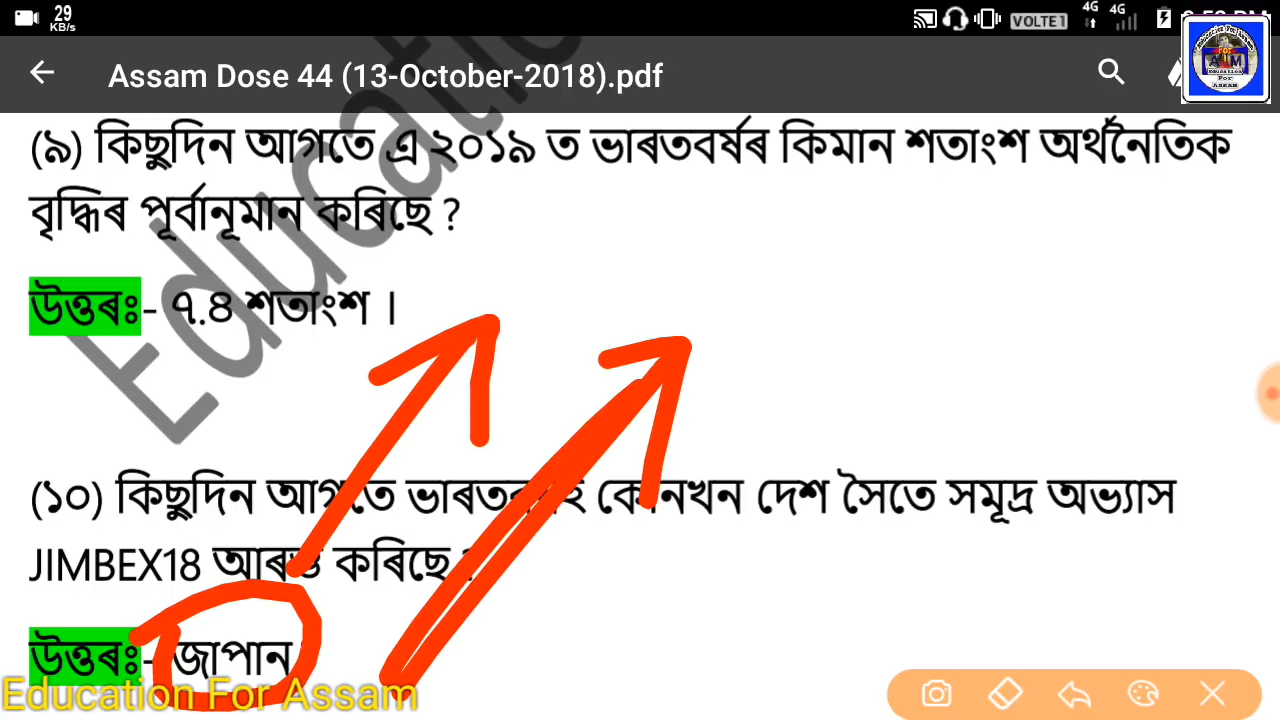 29
KB/s
VOLTE1
4G 4G
Assam Dose 44 (13-October-2018).pdf
(৯) কিছুদিন আগতে এ ২০১৯ ত ভাৰতবৰ্ষৰ কিমান শতাংশ অৰ্থনৈতিক
বৃদ্ধিৰ পূৰ্বানূমান কৰিছে ?
উত্তৰঃ- ৭.৪ শতাংশ ।
(১০) কিছুদিন আগতে কোনখন দেশ সৈতে সমূদ্ৰ অভ্যাস
JIMBEX18 আৰম্ভ কৰিছে ?
উত্তৰঃ- জাপান
Education For Assam
Education